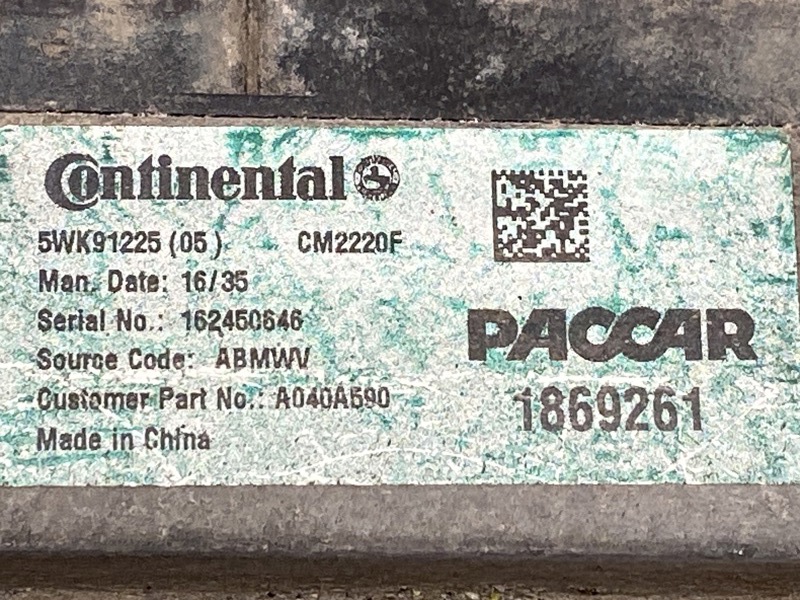 Continental
5WK91225 (05 ) CM2220F
Man. Date: 16/35
Serial No.: 162450646
Source Code: ABMWV
Customer Part No.: A040A590
Made in China
PACCAR
1869261